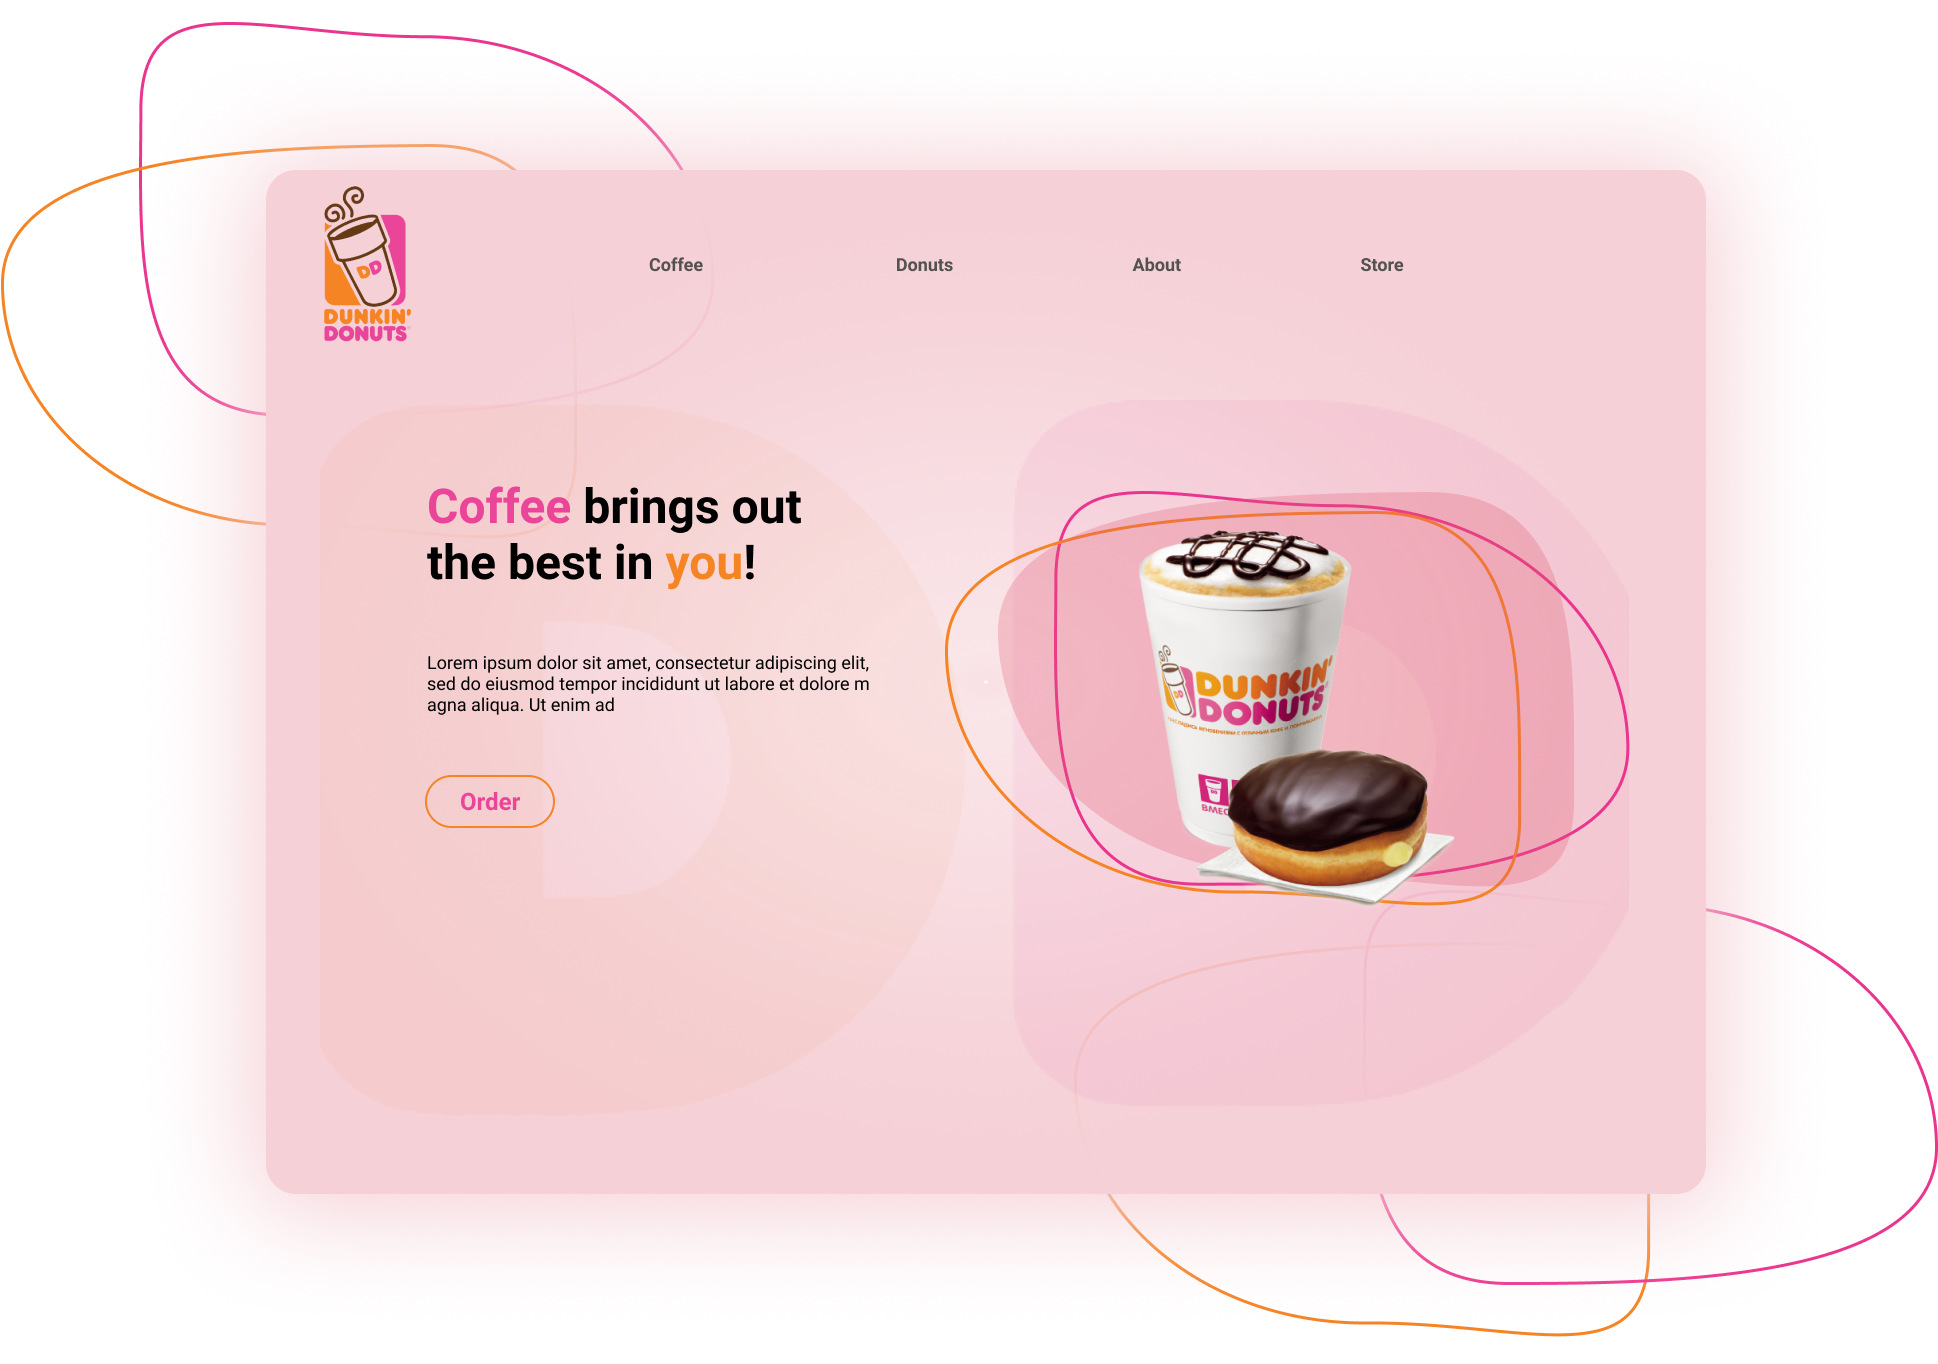 DD
DUNKIN'
DONUTS
Coffee
Donuts
About
Store
Coffee brings out
the best in you!
Lorem ipsum dolor sit amet, consectetur adipiscing elit,
sed do eiusmod tempor incididunt ut labore et dolore m
agna aliqua. Ut enim ad
Order
DD
DUNKIN'
DONUTS